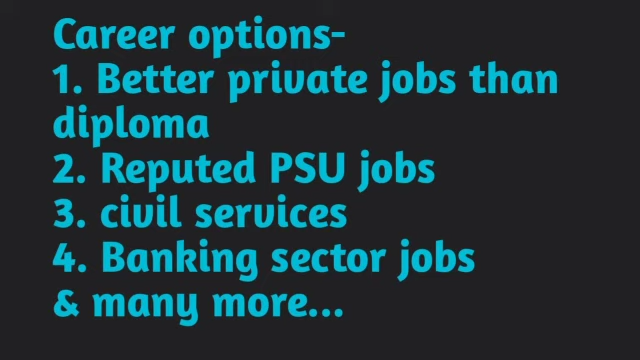 Career options-
1. Better private jobs than
diploma
2. Reputed PSU jobs
3. civil services
4. Banking sector jobs
& many more...